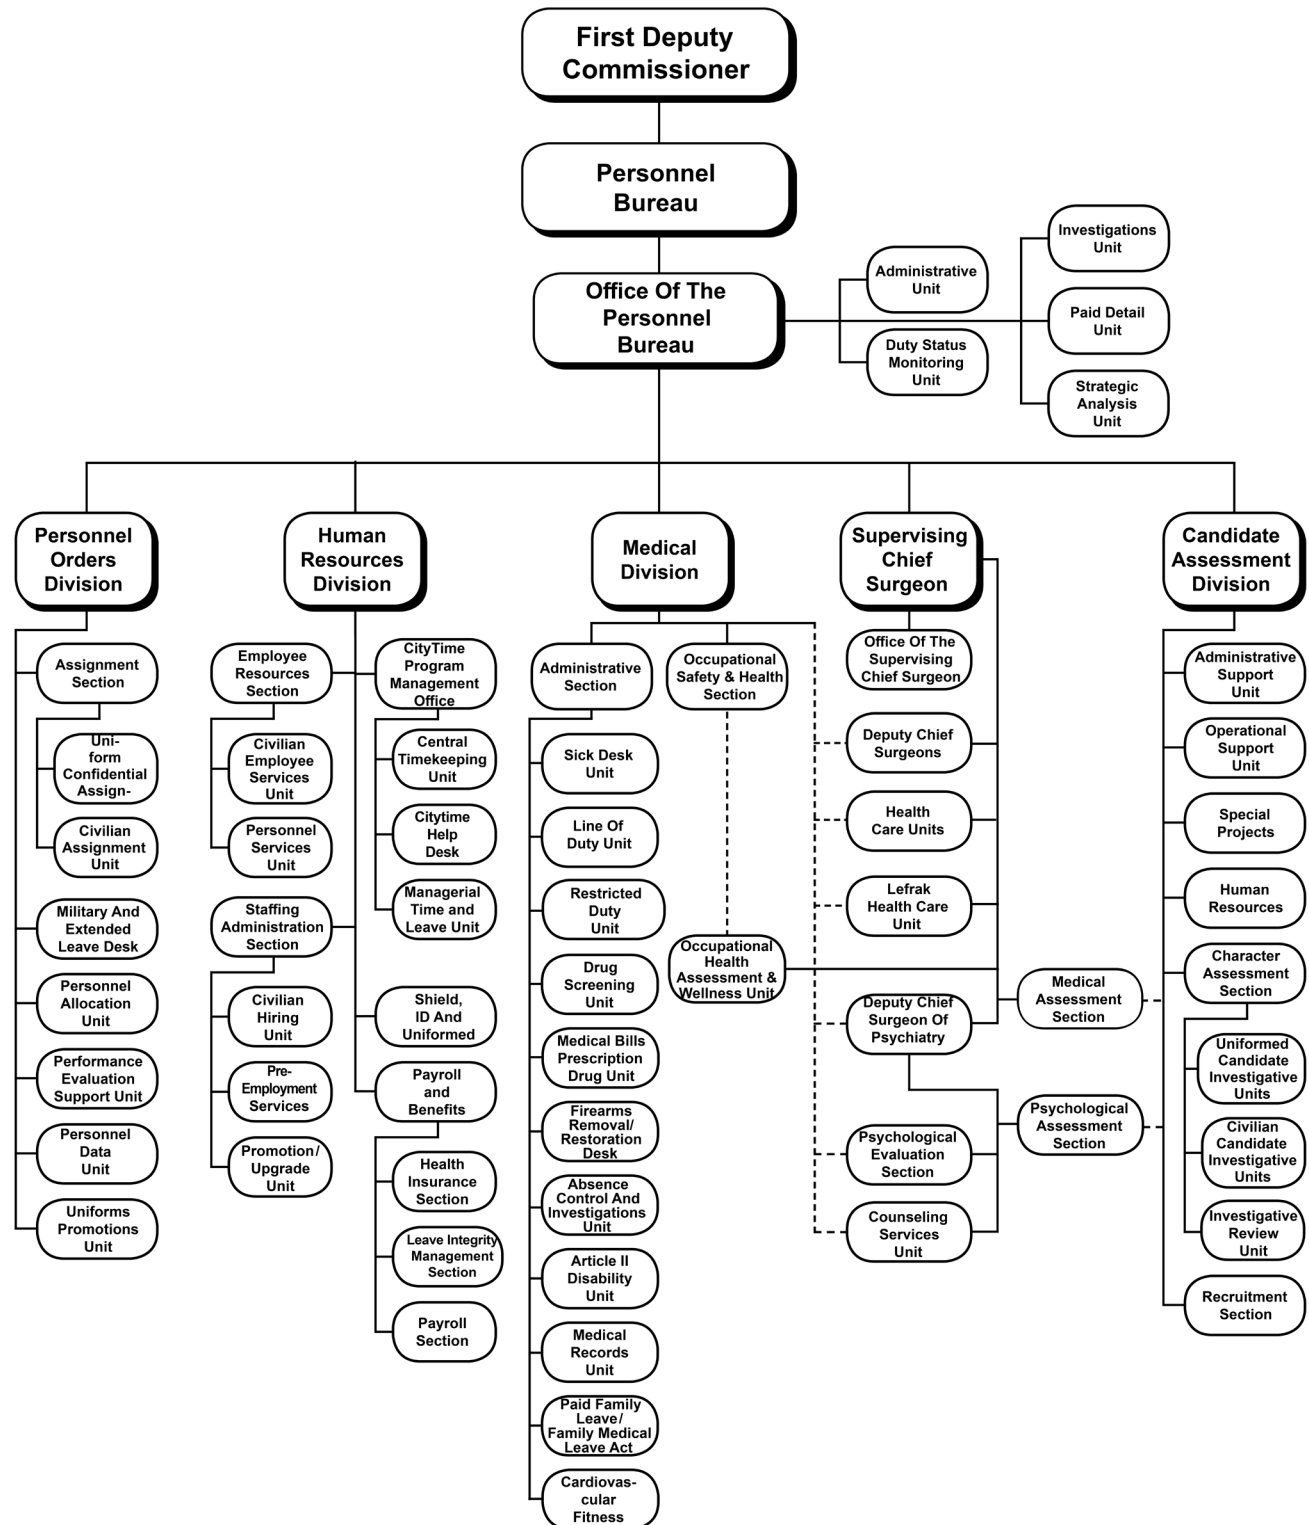 First Deputy
Commissioner
Personnel
Bureau
Office Of The
Personnel
Bureau
Administrative
Unit
Duty Status
Monitoring
Unit
Investigations
Unit
Paid Detail
Unit
Strategic
Analysis
Unit
Personnel
Orders
Division
Assignment
Section
Uni-
form
Confidential
Assign-
Civilian
Assignment
Unit
Military And
Extended
Leave Desk
Personnel
Allocation
Unit
Performance
Evaluation
Support Unit
Personnel
Data
Unit
Uniforms
Promotions
Unit
Human
Resources
Division
Employee
Resources
Section
Civilian
Employee
Services
Unit
Personnel
Services
Unit
Staffing
Administration
Section
Civilian
Hiring
Unit
Pre-
Employment
Services
Promotion/
Upgrade
Unit
CityTime
Program
Management
Office
Central
Timekeeping
Unit
Citytime
Help
Desk
Managerial
Time and
Leave Unit
Shield,
ID And
Uniformed
Payroll
and
Benefits
Health
Insurance
Section
Leave Integrity
Management
Section
Payroll
Section
Medical
Division
Administrative
Section
Sick Desk
Unit
Line Of
Duty Unit
Restricted
Duty
Unit
Drug
Screening
Unit
Medical Bills
Prescription
Drug Unit
Firearms
Removal/
Restoration
Desk
Absence
Control And
Investigations
Unit
Article II
Disability
Unit
Medical
Records
Unit
Paid Family
Leave/
Family Medical
Leave Act
Cardiovas-
cular
Fitness
Occupational
Safety & Health
Section
Occupational
Health
Assessment &
Wellness Unit
Supervising
Chief
Surgeon
Office Of The
Supervising
Chief Surgeon
Deputy Chief
Surgeons
Health
Care Units
Lefrak
Health Care
Unit
Deputy Chief
Surgeon Of
Psychiatry
Psychological
Evaluation
Section
Counseling
Services
Unit
Medical
Assessment
Section
Psychological
Assessment
Section
Candidate
Assessment
Division
Administrative
Support
Unit
Operational
Support
Unit
Special
Projects
Human
Resources
Character
Assessment
Section
Uniformed
Candidate
Investigative
Units
Civilian
Candidate
Investigative
Units
Investigative
Review
Unit
Recruitment
Section